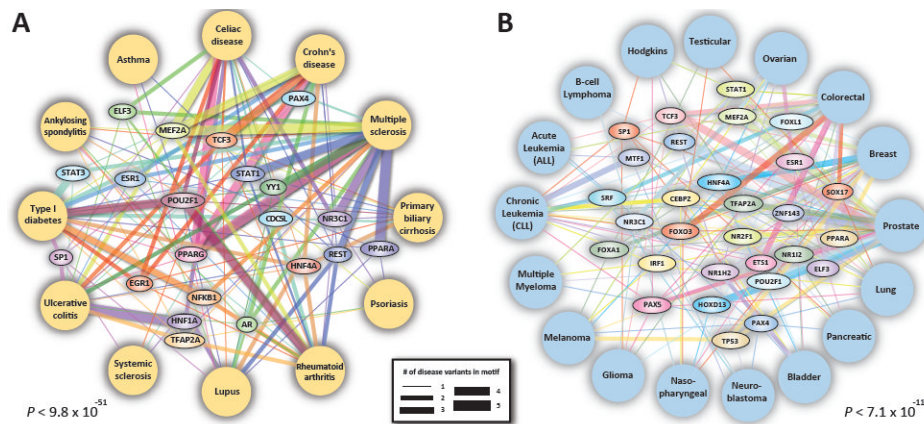 A
Celiac
disease
Crohn's
disease
Asthma
Ankylosing
spondylitis
Multiple
sclerosis
Type I
diabetes
Primary
biliary
cirrhosis
Ulcerative
colitis
Psoriasis
Systemic
sclerosis
Lupus
Rheumatoid
arthritis
ELF3
PAX4
MEF2A
TCF3
STAT3
ESR1
STAT1
YY1
POU2F1
CDC5L
NR3C1
SP1
PPARG
REST
PPARA
HNF4A
EGR1
NFKB1
HNF1A
AR
TFAP2A
P < 9.8 x 10-51
# of disease variants in motif
1
2
3
4
5
B
Hodgkins
Testicular
Ovarian
B-cell
Lymphoma
Colorectal
Acute
Leukemia
(ALL)
Breast
Chronic
Leukemia
(CLL)
Prostate
Multiple
Myeloma
Lung
Melanoma
Pancreatic
Glioma
Naso-
pharyngeal
Neuro-
blastoma
Bladder
STAT1
TCF3
MEF2A
FOXL1
SP1
REST
MTF1
ESR1
HNF4A
SOX17
SRF
CEBPZ
TFAP2A
NR3C1
ZNF143
FOXO3
NR2F1
PPARA
FOXA1
IRF1
NR1I2
ETS1
ELF3
NR1H2
POU2F1
PAX5
HOXD13
PAX4
TP53
P < 7.1 x 10-11